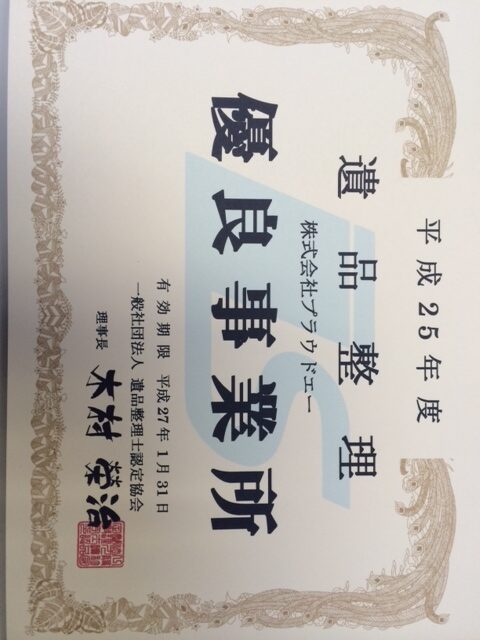 平成25年度
遺品整理
株式会社プラウドエー
優良事業所
有効期限 平成27年1月31日
一般社団法人 遺品整理士認定協会
理事長 木村 榮治